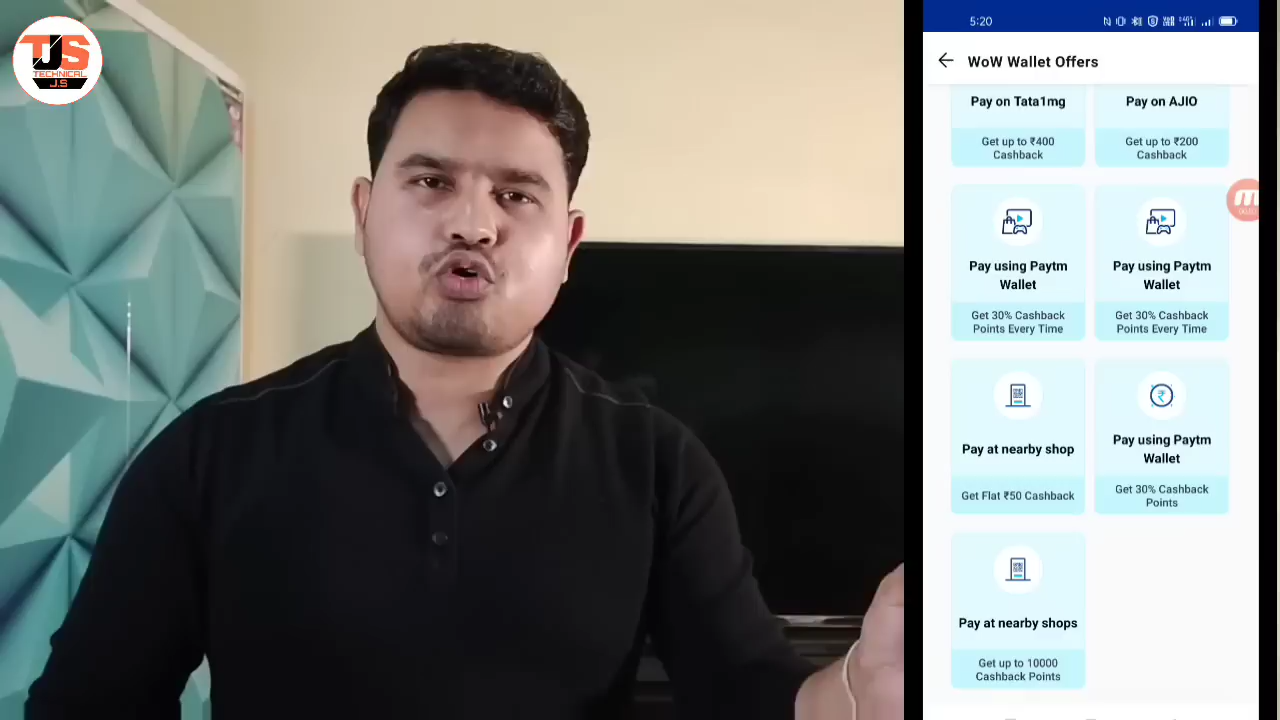 TJS
TECHNICAL
J.S
5:20
WoW Wallet Offers
Pay on Tata1mg
Get up to ₹400
Cashback
Pay on AJIO
Get up to ₹200
Cashback
Pay using Paytm
Wallet
Get 30% Cashback
Points Every Time
Pay using Paytm
Wallet
Get 30% Cashback
Points Every Time
Pay at nearby shop
Get Flat ₹50 Cashback
Pay using Paytm
Wallet
Get 30% Cashback
Points
Pay at nearby shops
Get up to 10000
Cashback Points